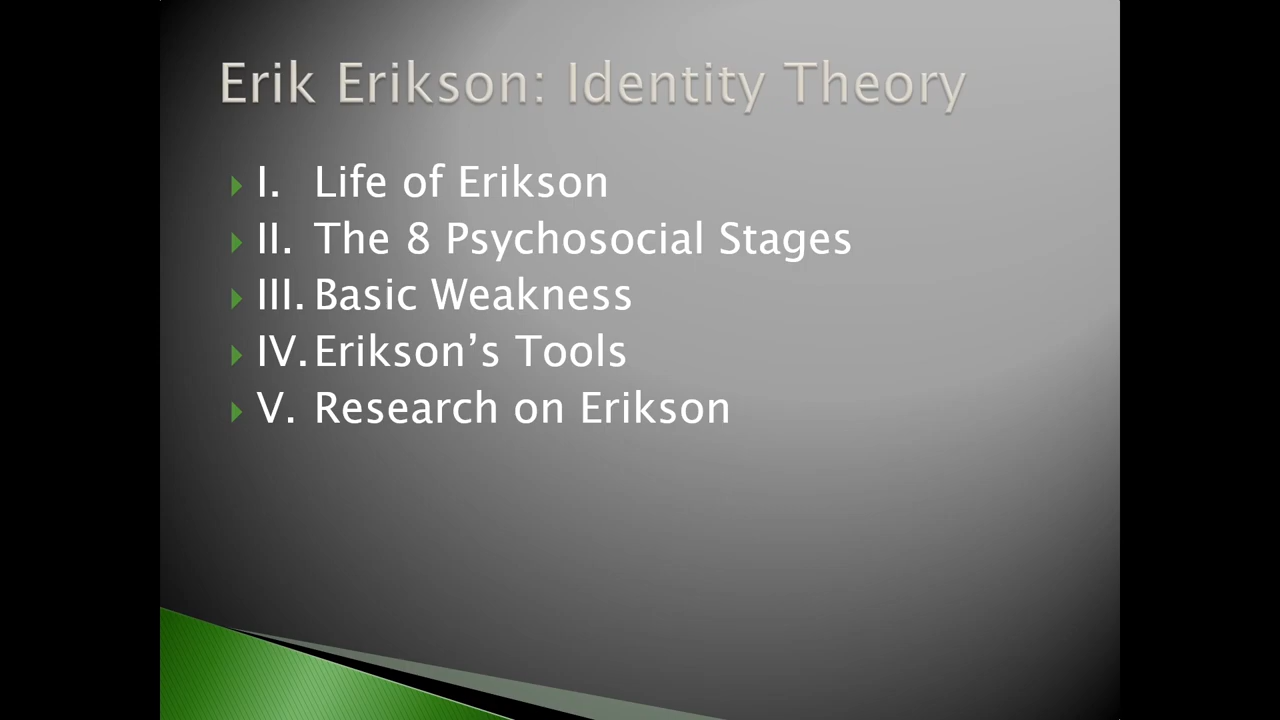 Erik Erikson: Identity Theory
I. Life of Erikson
II. The 8 Psychosocial Stages
III. Basic Weakness
IV. Erikson’s Tools
V. Research on Erikson